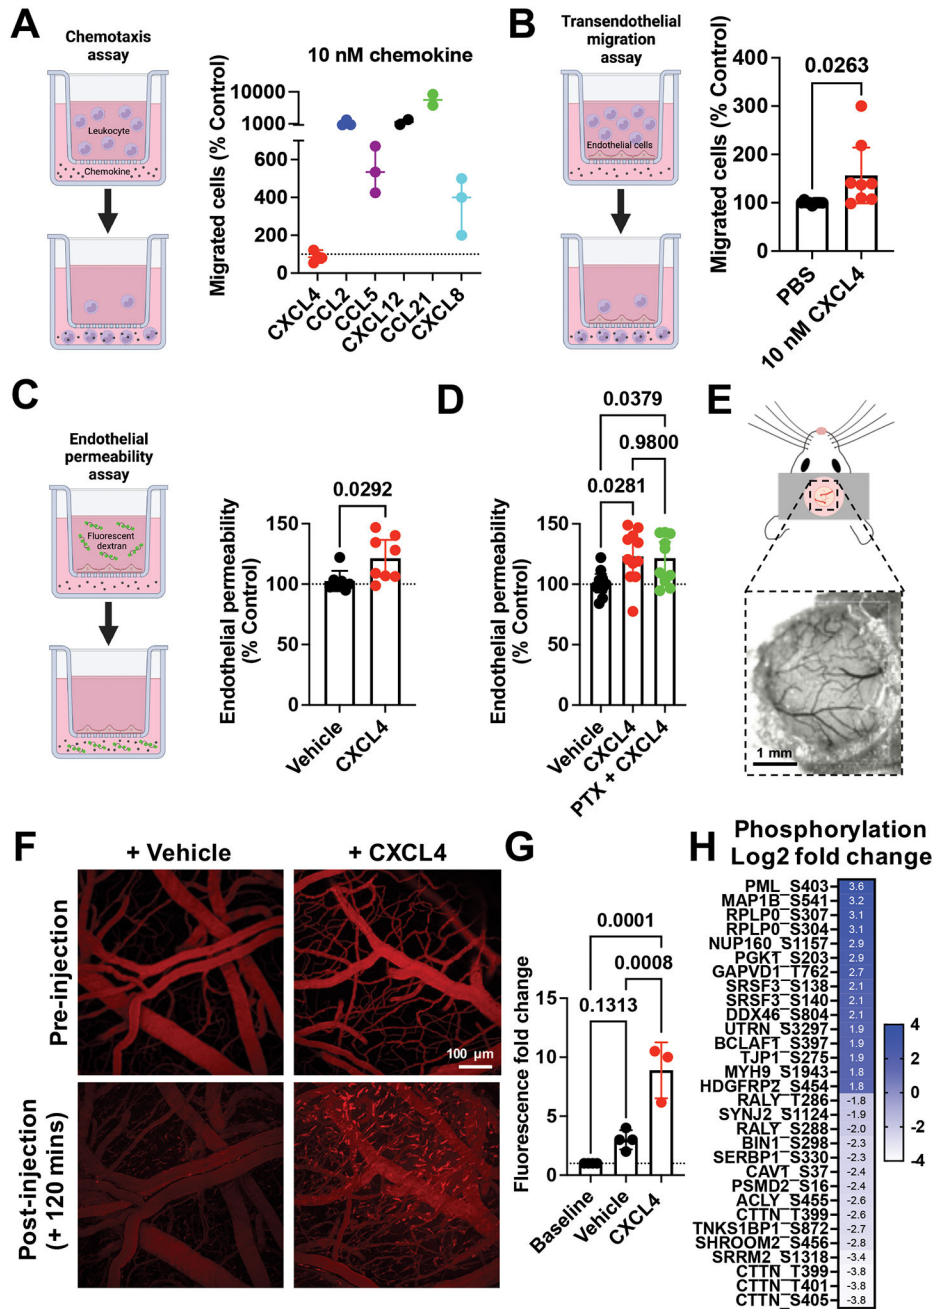 A
Chemotaxis
assay
Leukocyte
Chemokine
10 nM chemokine
Migrated cells (% Control)
10000
1000
600
400
200
0
CXCL4
CCL2
CCL5
CXCL12
CCL21
CXCL8
B
Transendothelial
migration
assay
Endothelial cells
Migrated cells (% Control)
0.0263
400
300
200
100
0
PBS
10 nM CXCL4
C
Endothelial
permeability
assay
Fluorescent
dextran
Endothelial permeability
(% Control)
0.0292
150
100
50
0
Vehicle
CXCL4
D
Endothelial permeability
(% Control)
0.0379
0.9800
0.0281
150
100
50
0
Vehicle
CXCL4
PTX + CXCL4
E
1 mm
F
+ Vehicle
+ CXCL4
Pre-injection
100 µm
Post-injection
(+ 120 mins)
G
Fluorescence fold change
0.0001
0.0008
0.1313
15
10
5
0
Baseline
Vehicle
CXCL4
H
Phosphorylation
Log2 fold change
PML_S403 3.6
MAP1B_S541 3.2
RPLP0_S307 3.1
RPLP0_S304 3.1
NUP160_S1157 2.9
PGK1_S203 2.9
GAPVD1_T762 2.7
SRSF3_S138 2.1
SRSF3_S140 2.1
DDX46_S804 2.1
UTRN_S3297 1.9
BCLAF1_S397 1.9
TJP1_S275 1.9
MYH9_S1943 1.8
HDGFRP2_S454 1.8
RALY_T286 -1.8
SYNJ2_S1124 -1.9
RALY_S288 -2.0
BIN1_S298 -2.3
SERBP1_S330 -2.3
CAV1_S37 -2.4
PSMD2_S16 -2.4
ACLY_S455 -2.6
CTTN_T399 -2.6
TNKS1BP1_S872 -2.7
SHROOM2_S456 -2.8
SRRM2_S1318 -3.4
CTTN_T399 -3.8
CTTN_T401 -3.8
CTTN_S405 -3.8
4
2
0
-2
-4